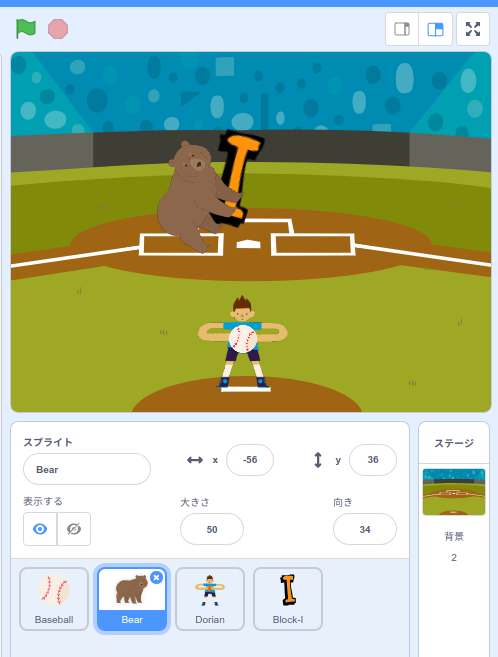 I
スプライト
Bear
x
-56
y
36
表示する
大きさ
50
向き
34
Baseball
Bear
Dorian
Block-I
ステージ
背景
2